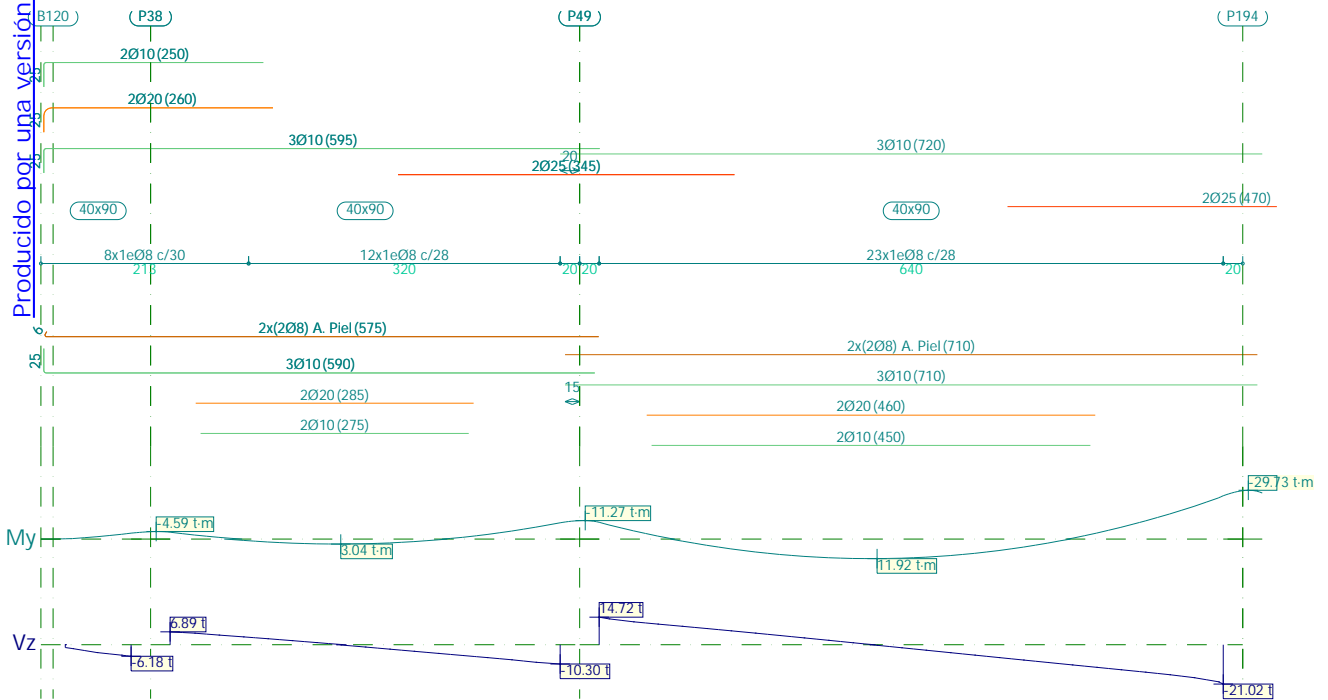 Producido por una versión
B120
P38
P49
P194
2Ø10 (250)
25
2Ø20 (260)
25
3Ø10 (595)
25
20
3Ø10 (720)
2Ø25 (345)
2Ø25 (470)
40x90
40x90
40x90
8x1eØ8 c/30
12x1eØ8 c/28
23x1eØ8 c/28
213
320
20
20
640
20
6
2x(2Ø8) A. Piel (575)
2x(2Ø8) A. Piel (710)
25
3Ø10 (590)
3Ø10 (710)
15
2Ø20 (285)
2Ø20 (460)
2Ø10 (275)
2Ø10 (450)
My
-4.59 t·m
3.04 t·m
-11.27 t·m
11.92 t·m
-29.73 t·m
Vz
-6.18 t
6.89 t
-10.30 t
14.72 t
-21.02 t